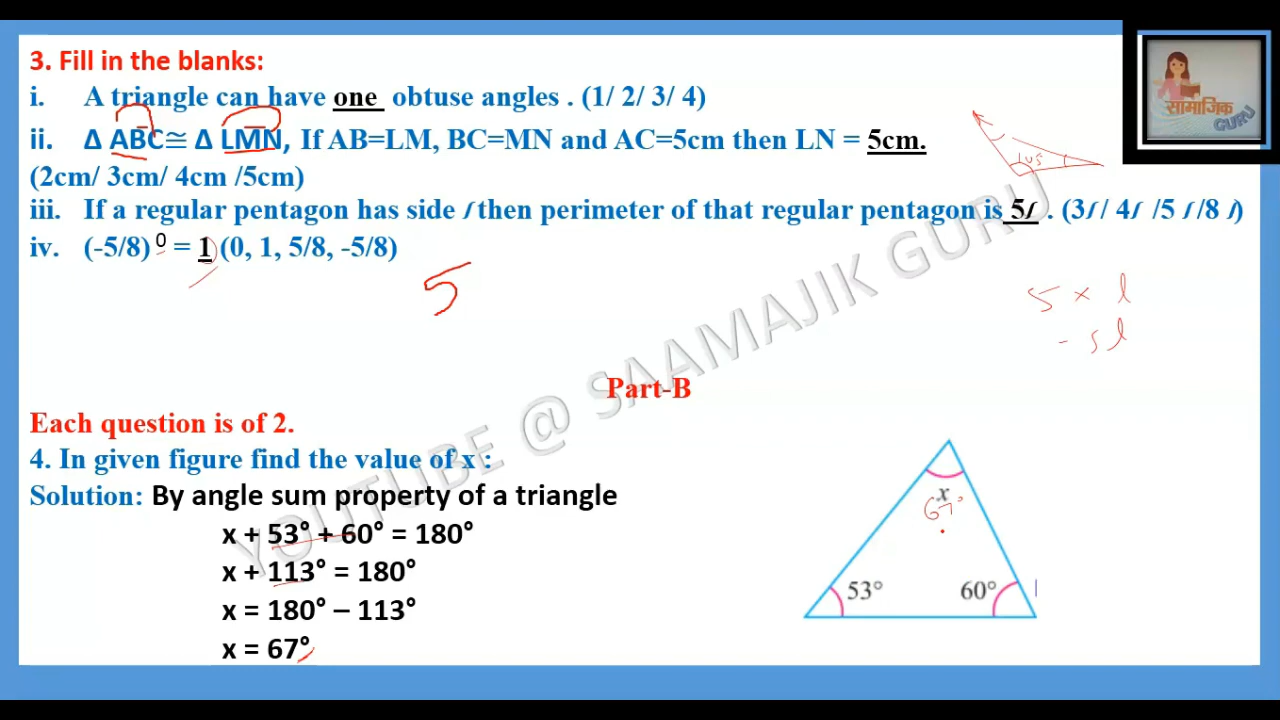 3. Fill in the blanks:
i. A triangle can have one obtuse angles . (1/ 2/ 3/ 4)
ii. Δ ABC≅ Δ LMN, If AB=LM, BC=MN and AC=5cm then LN = 5cm.
(2cm/ 3cm/ 4cm /5cm)
iii. If a regular pentagon has side l then perimeter of that regular pentagon is 5l . (3l/ 4l /5 l /8 l)
iv. (-5/8) ⁰ = 1 (0, 1, 5/8, -5/8)
5
5 × l
5l
Part-B
Each question is of 2.
4. In given figure find the value of x :
Solution: By angle sum property of a triangle
x + 53° + 60° = 180°
x + 113° = 180°
x = 180° – 113°
x = 67°
x
67°
53° 60°
सामाजिक
GURU
YOUTUBE @ SAAMAJIK GURU